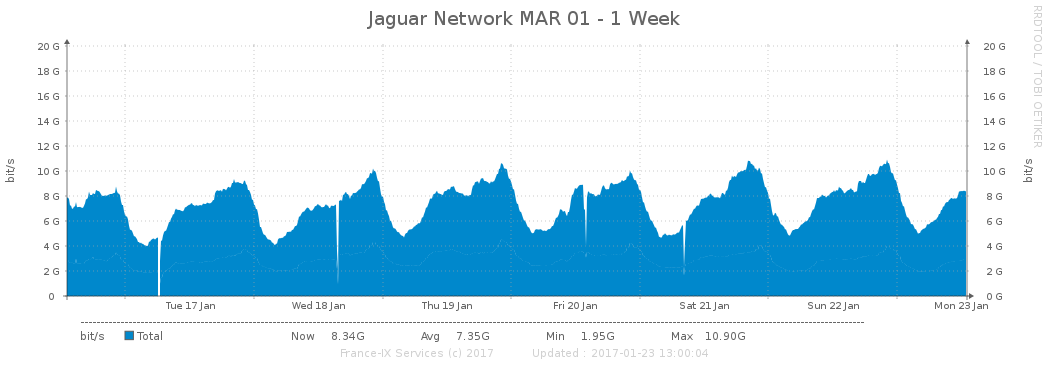 Jaguar Network MAR 01 - 1 Week
RRDTOOL / TOBI OETIKER
bit/s
20 G 20 G
18 G 18 G
16 G 16 G
14 G 14 G
12 G 12 G
10 G 10 G
8 G 8 G
6 G 6 G
4 G 4 G
2 G 2 G
0 0 G
bit/s
Tue 17 Jan Wed 18 Jan Thu 19 Jan Fri 20 Jan Sat 21 Jan Sun 22 Jan Mon 23 Jan
bit/s Total Now 8.34G Avg 7.35G Min 1.95G Max 10.90G
France-IX Services (c) 2017 Updated : 2017-01-23 13:00:04